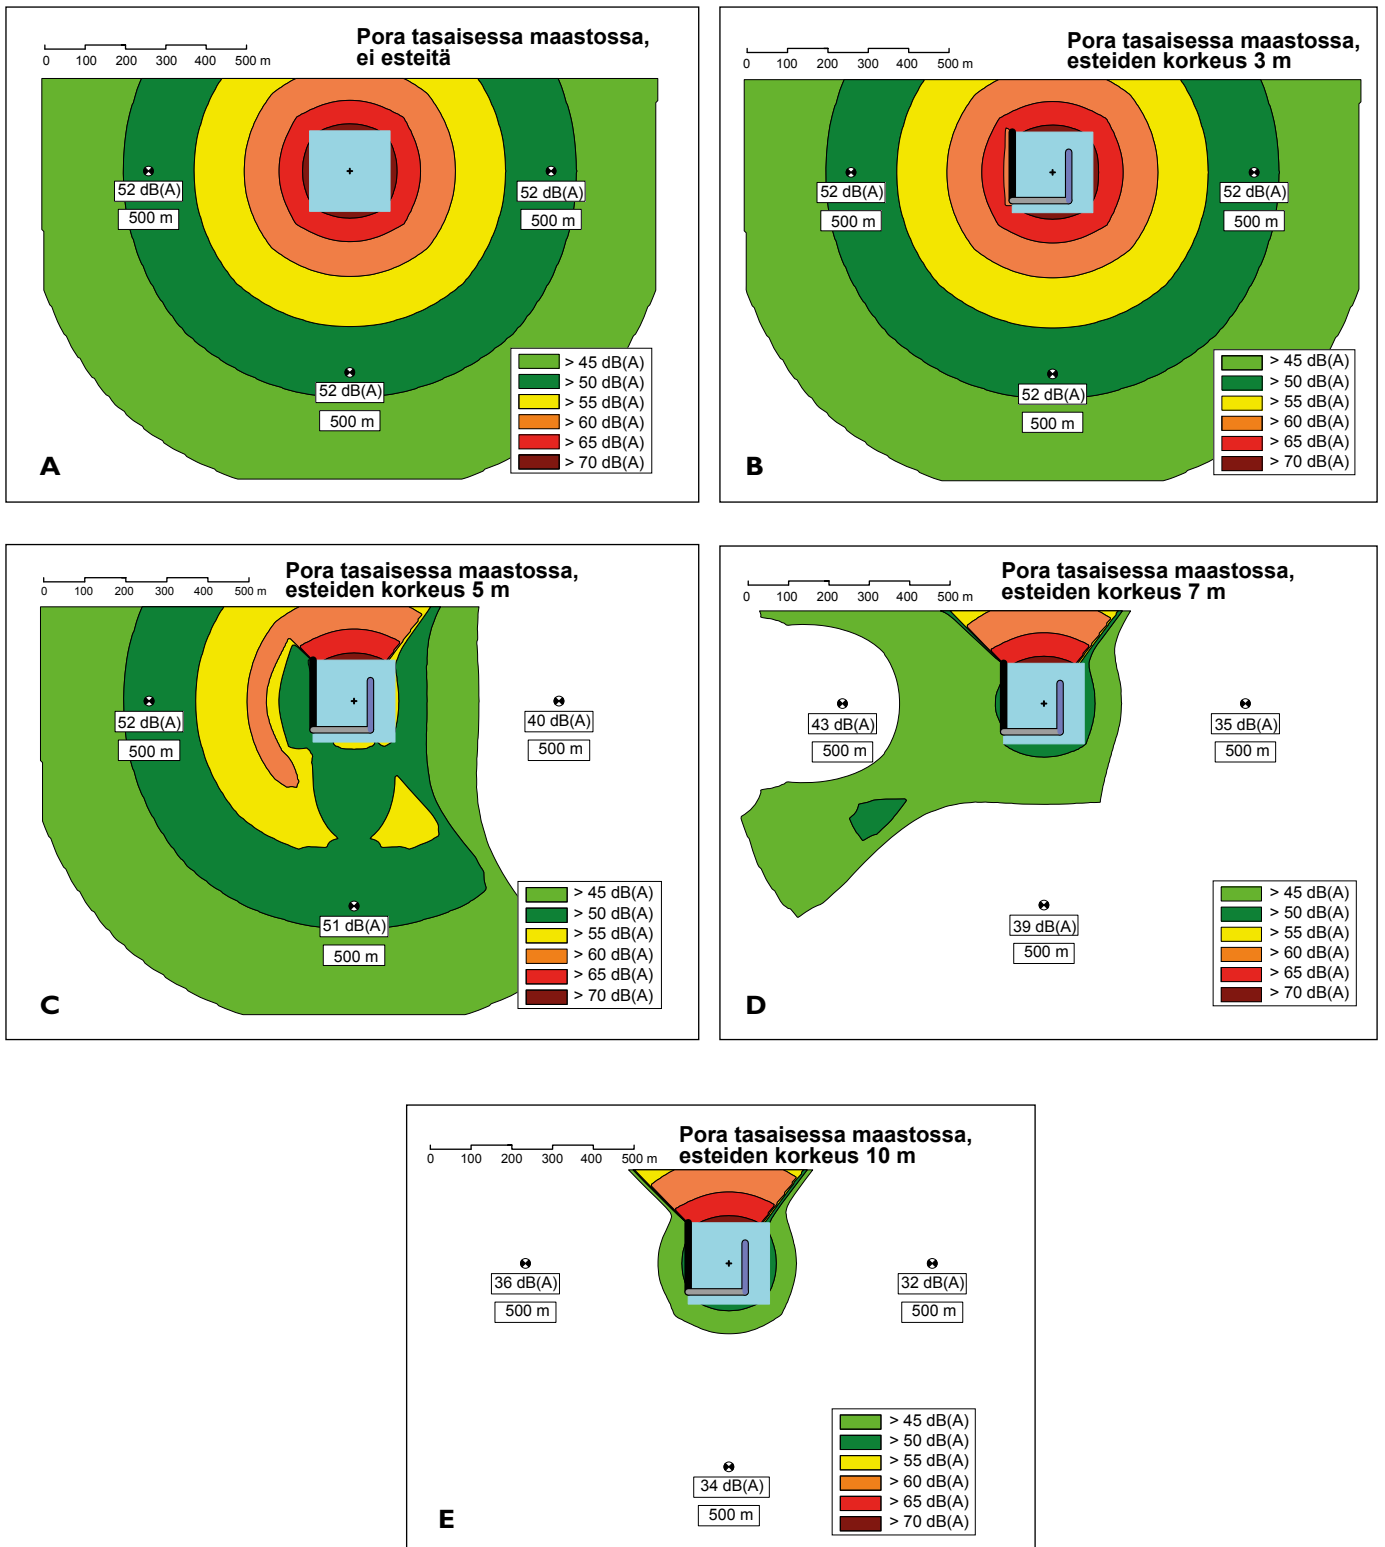 Pora tasaisessa maastossa,
ei esteitä
0 100 200 300 400 500 m
52 dB(A)
500 m
52 dB(A)
500 m
52 dB(A)
500 m
> 45 dB(A)
> 50 dB(A)
> 55 dB(A)
> 60 dB(A)
> 65 dB(A)
> 70 dB(A)
A
Pora tasaisessa maastossa,
esteiden korkeus 3 m
0 100 200 300 400 500 m
52 dB(A)
500 m
52 dB(A)
500 m
52 dB(A)
500 m
> 45 dB(A)
> 50 dB(A)
> 55 dB(A)
> 60 dB(A)
> 65 dB(A)
> 70 dB(A)
B
Pora tasaisessa maastossa,
esteiden korkeus 5 m
0 100 200 300 400 500 m
52 dB(A)
500 m
40 dB(A)
500 m
51 dB(A)
500 m
> 45 dB(A)
> 50 dB(A)
> 55 dB(A)
> 60 dB(A)
> 65 dB(A)
> 70 dB(A)
C
Pora tasaisessa maastossa,
esteiden korkeus 7 m
0 100 200 300 400 500 m
43 dB(A)
500 m
35 dB(A)
500 m
39 dB(A)
500 m
> 45 dB(A)
> 50 dB(A)
> 55 dB(A)
> 60 dB(A)
> 65 dB(A)
> 70 dB(A)
D
Pora tasaisessa maastossa,
esteiden korkeus 10 m
0 100 200 300 400 500 m
36 dB(A)
500 m
32 dB(A)
500 m
34 dB(A)
500 m
> 45 dB(A)
> 50 dB(A)
> 55 dB(A)
> 60 dB(A)
> 65 dB(A)
> 70 dB(A)
E